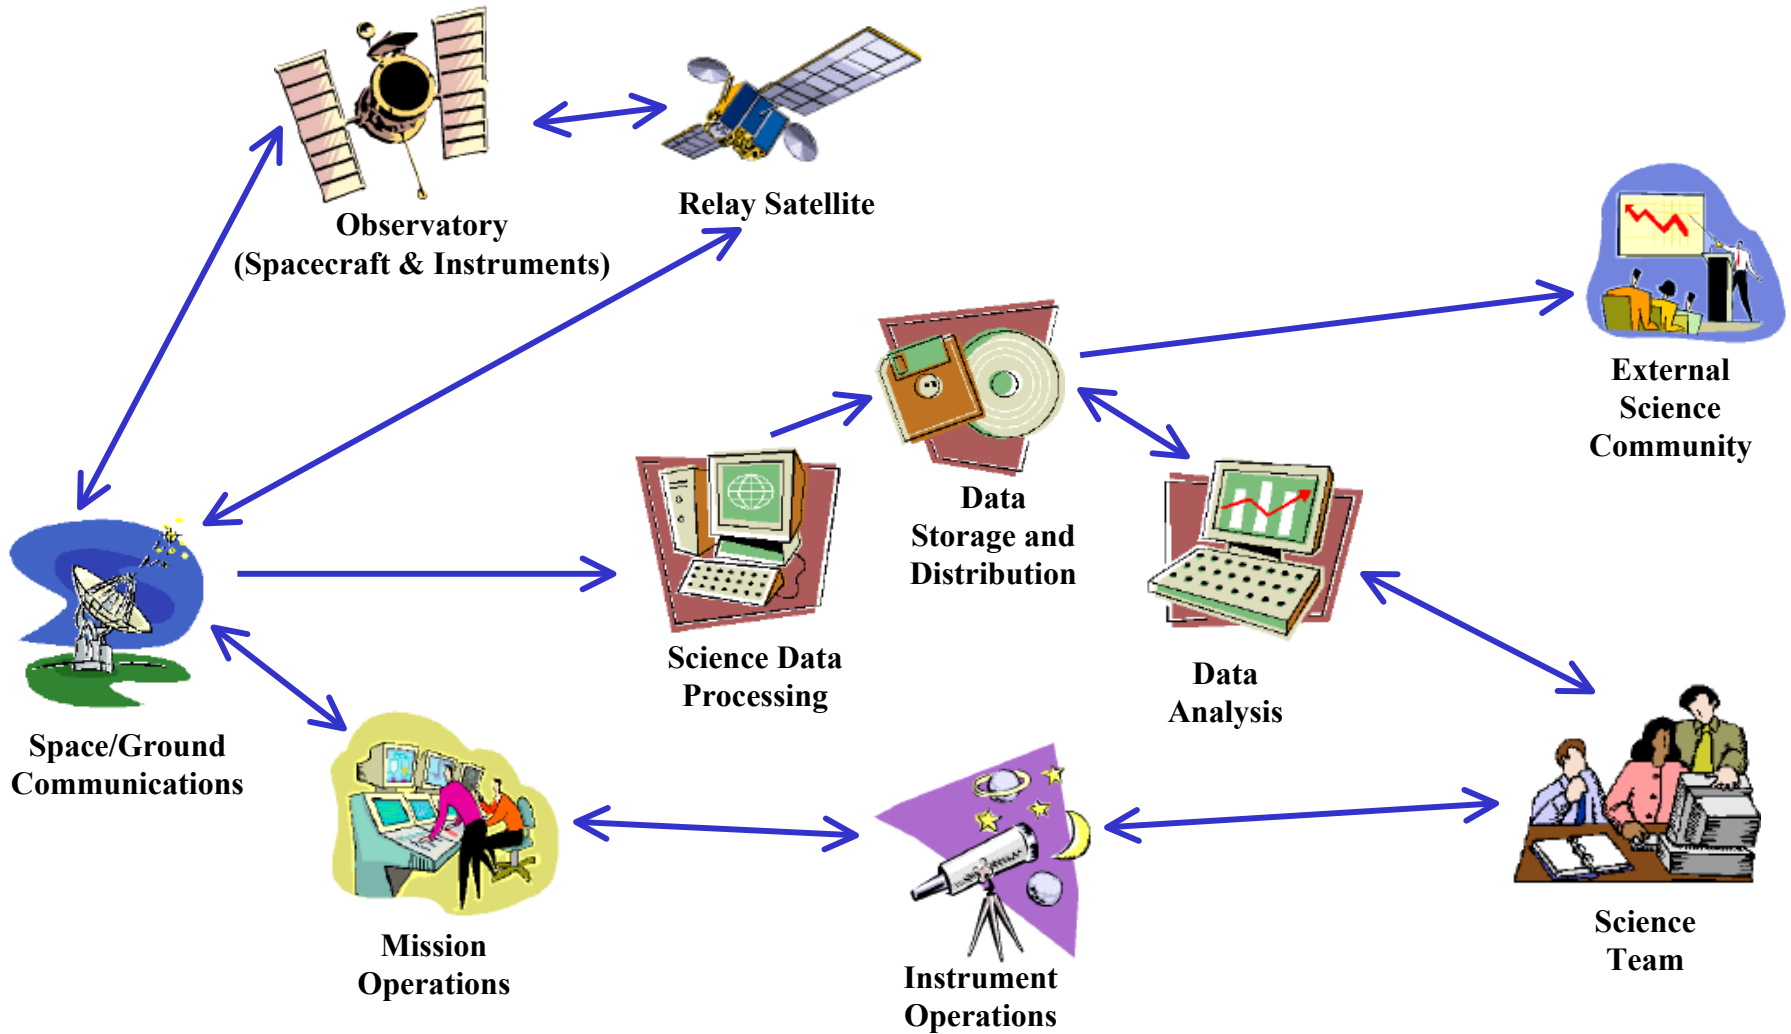 Observatory
(Spacecraft & Instruments)
Relay Satellite
External
Science
Community
Data
Storage and
Distribution
Science Data
Processing
Data
Analysis
Space/Ground
Communications
Mission
Operations
Instrument
Operations
Science
Team